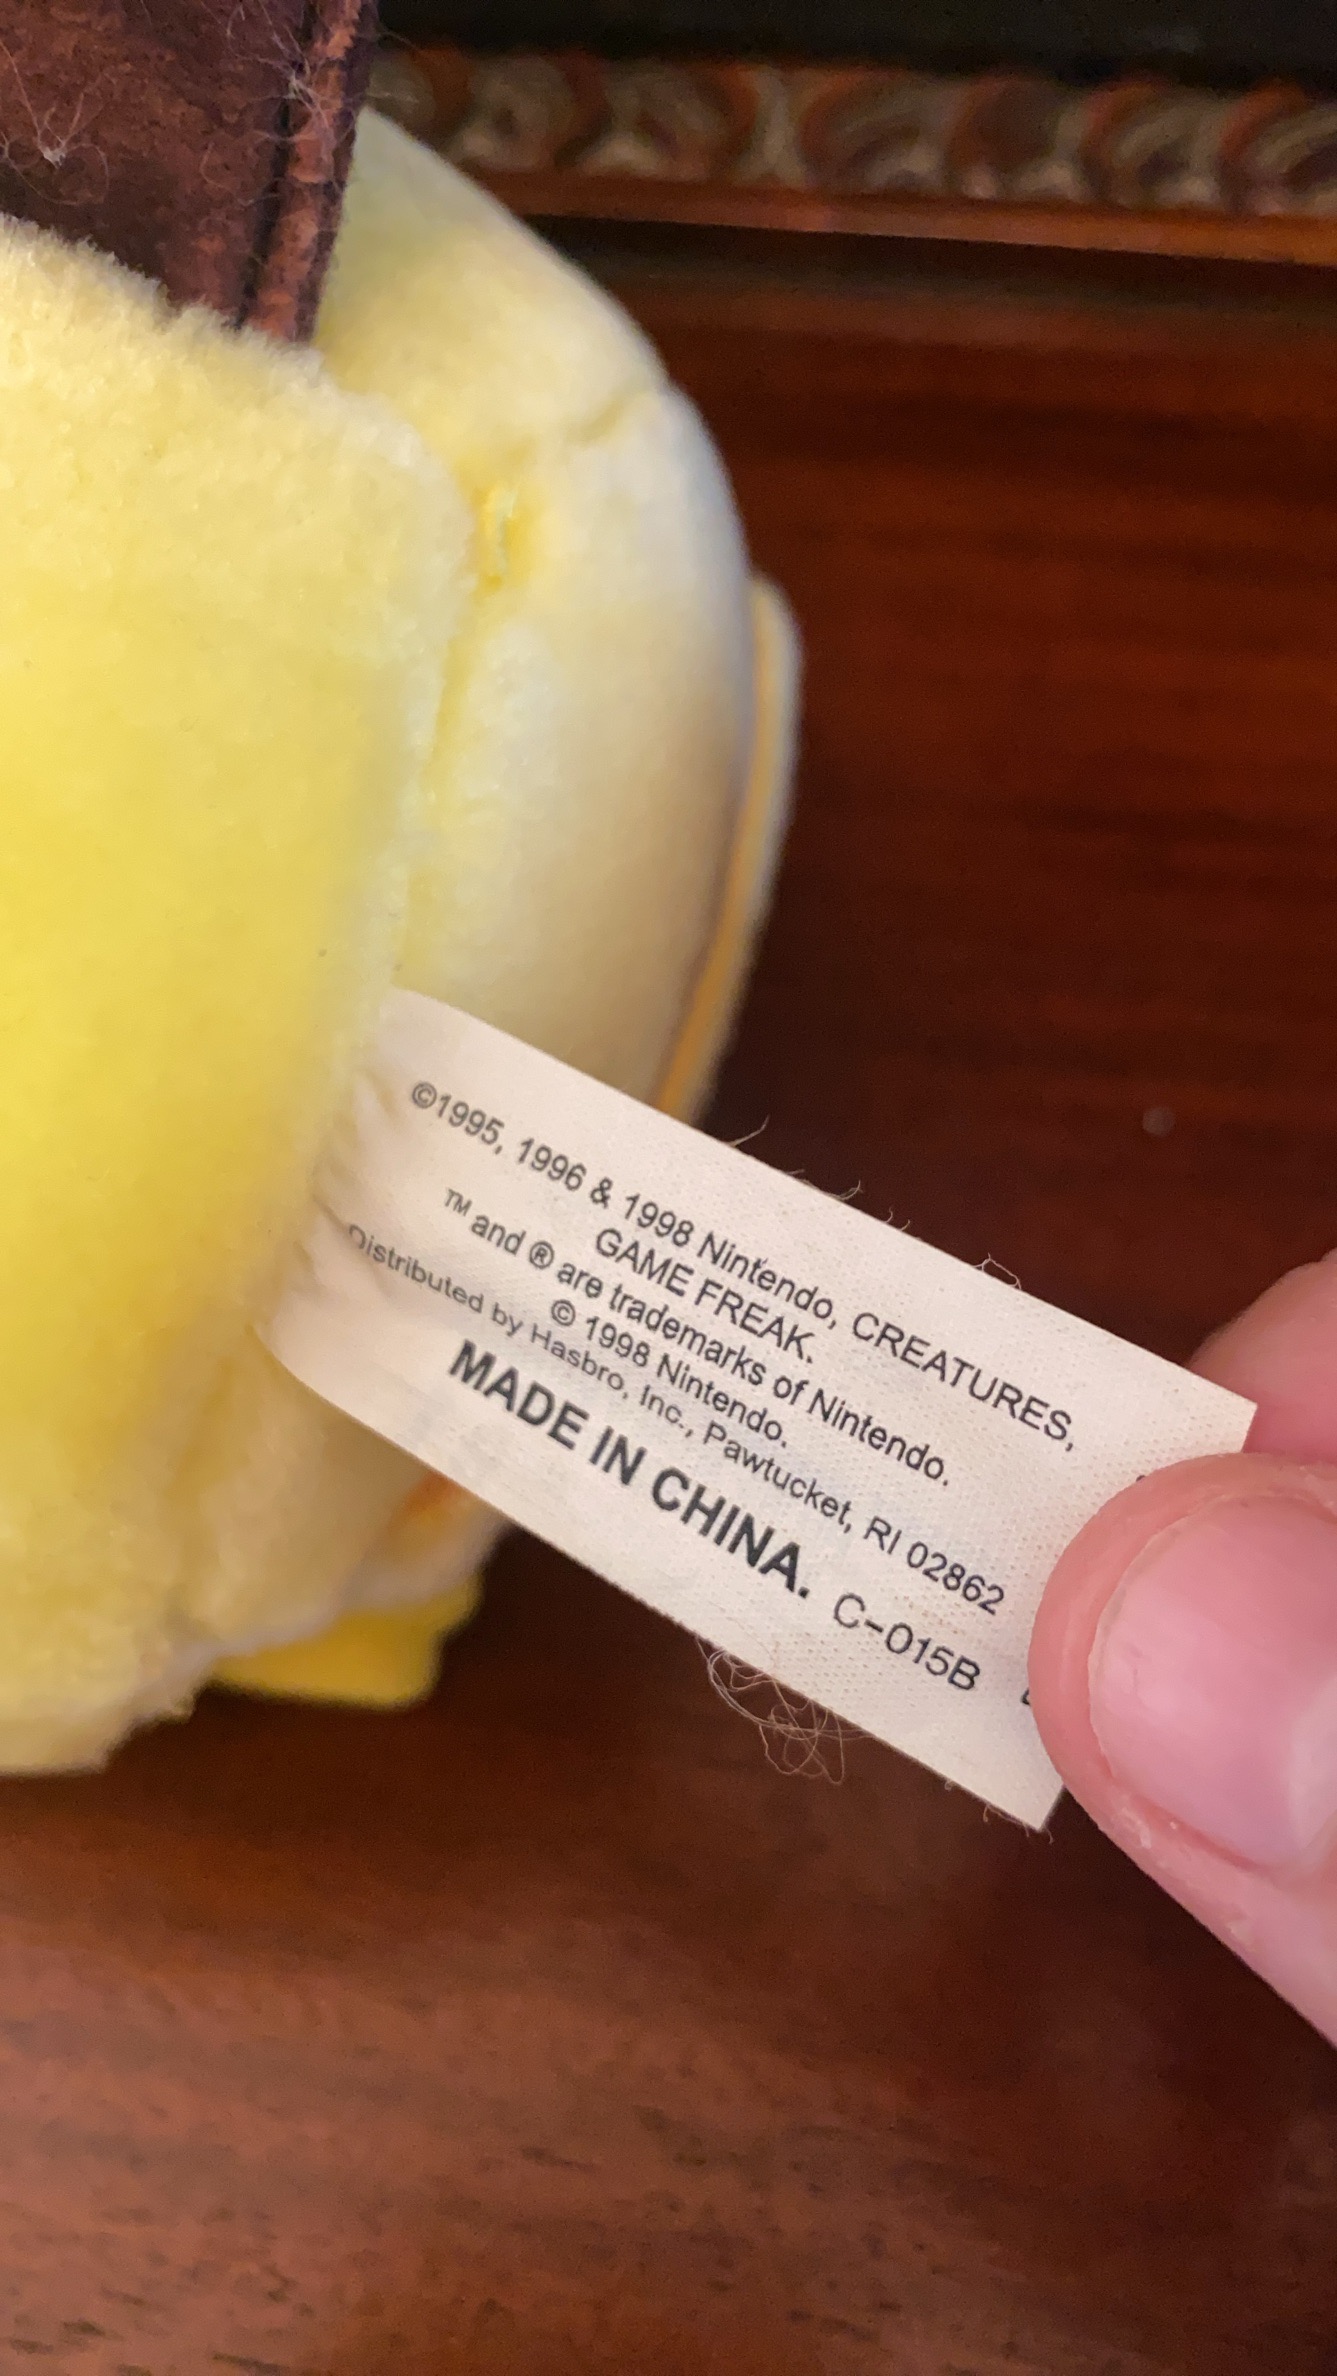 ©1995, 1996 & 1998 Nintendo, CREATURES,
GAME FREAK.
™ and ® are trademarks of Nintendo.
© 1998 Nintendo.
Distributed by Hasbro, Inc., Pawtucket, RI 02862
MADE IN CHINA. C-015B